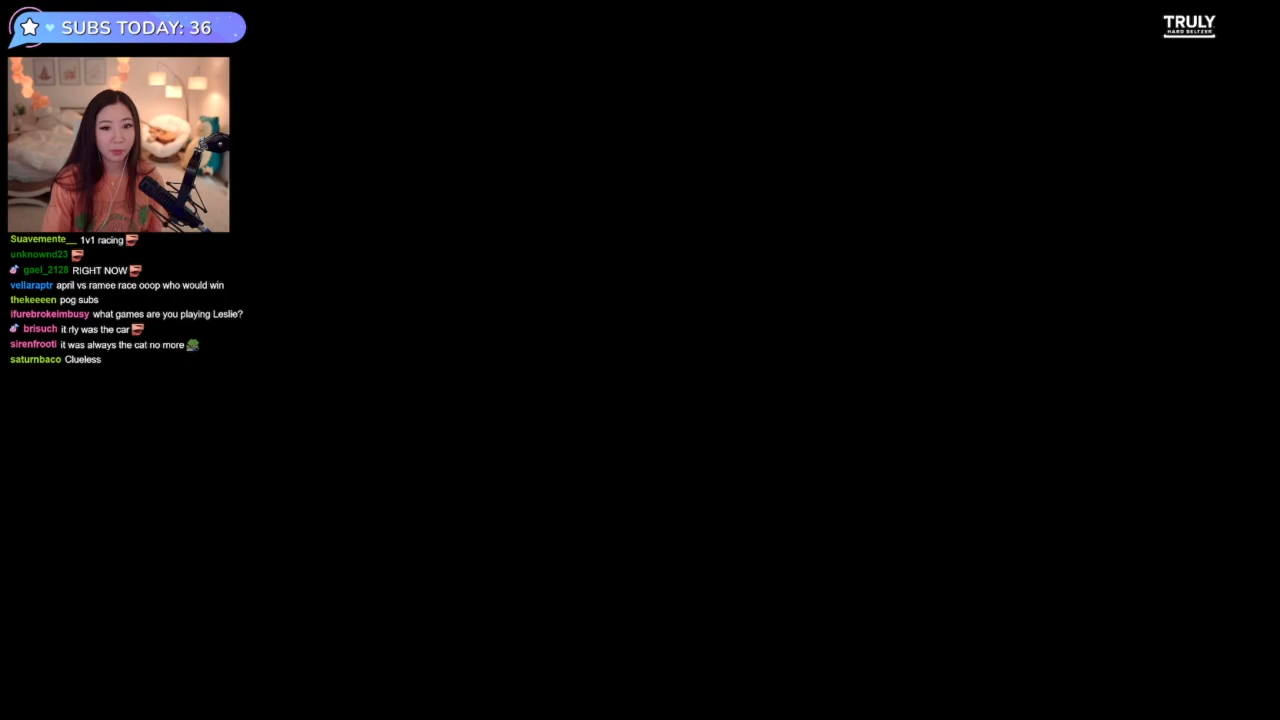 SUBS TODAY: 36
TRULY
HARD SELTZER
Suavemente__ 1v1 racing
unknownd23
gael_2128 RIGHT NOW
vellaraptr april vs ramee race ooop who would win
thekeeeen pog subs
ifurebrokeimbusy what games are you playing Leslie?
brisuch it rly was the car
sirenfrooti it was always the cat no more
saturnbaco Clueless